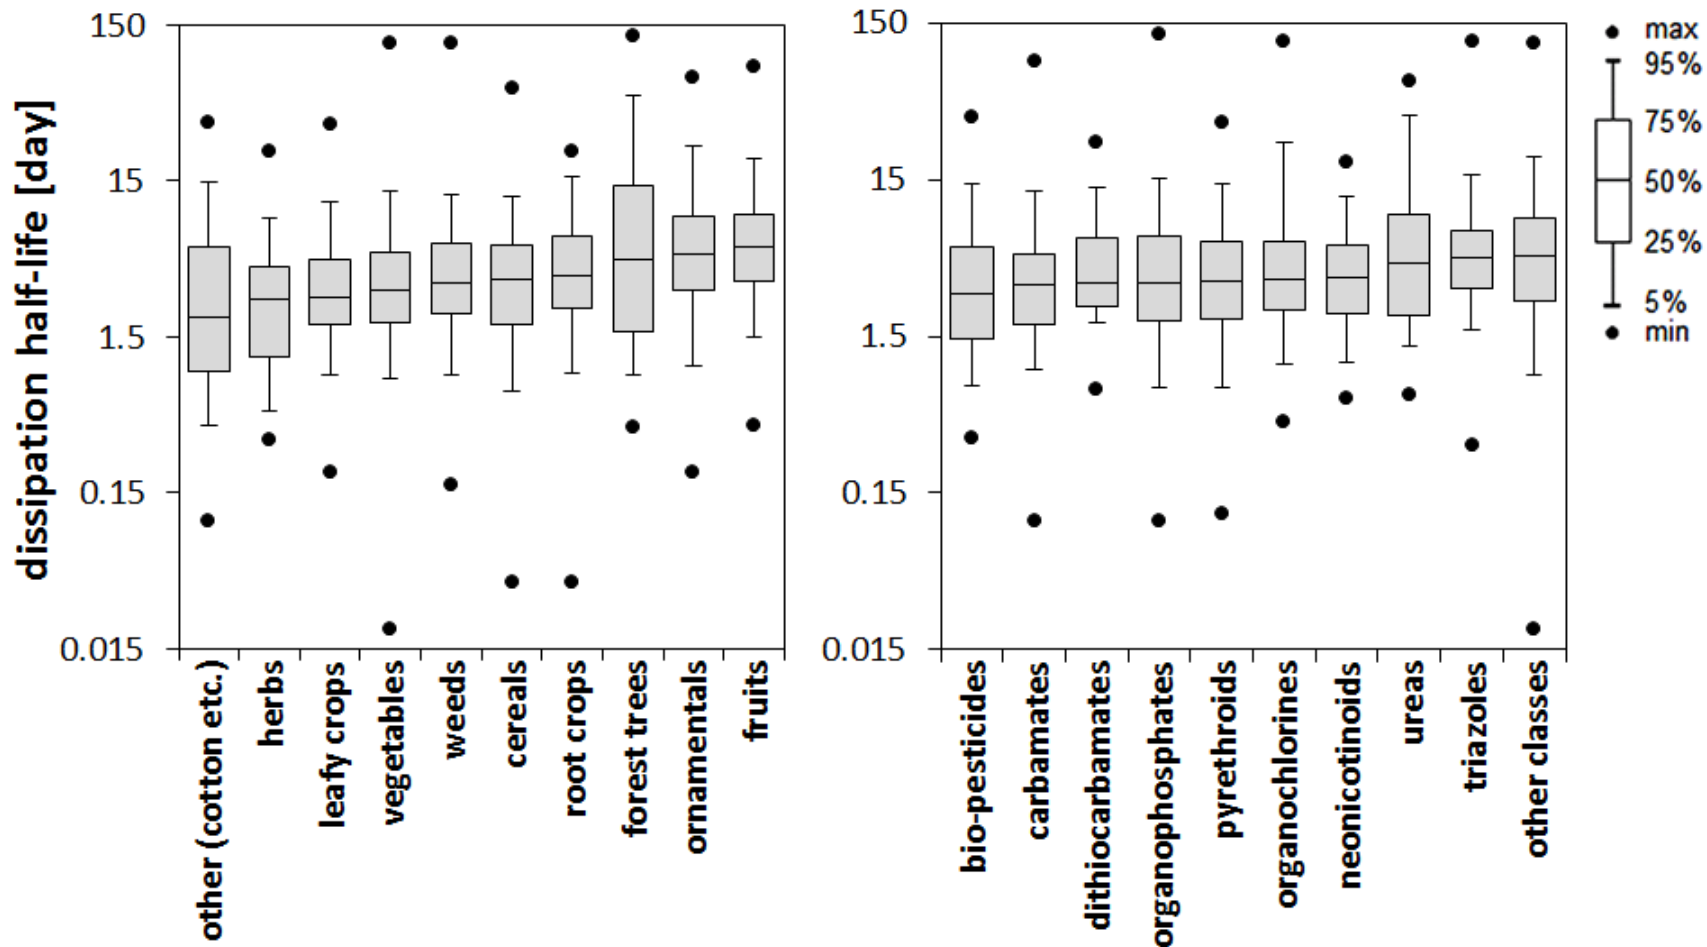 dissipation half-life [day]
150
15
1.5
0.15
0.015
other (cotton etc.)
herbs
leafy crops
vegetables
weeds
cereals
root crops
forest trees
ornamentals
fruits
150
15
1.5
0.15
0.015
bio-pesticides
carbamates
dithiocarbamates
organophosphates
pyrethroids
organochlorines
neonicotinoids
ureas
triazoles
other classes
max
95%
75%
50%
25%
5%
min